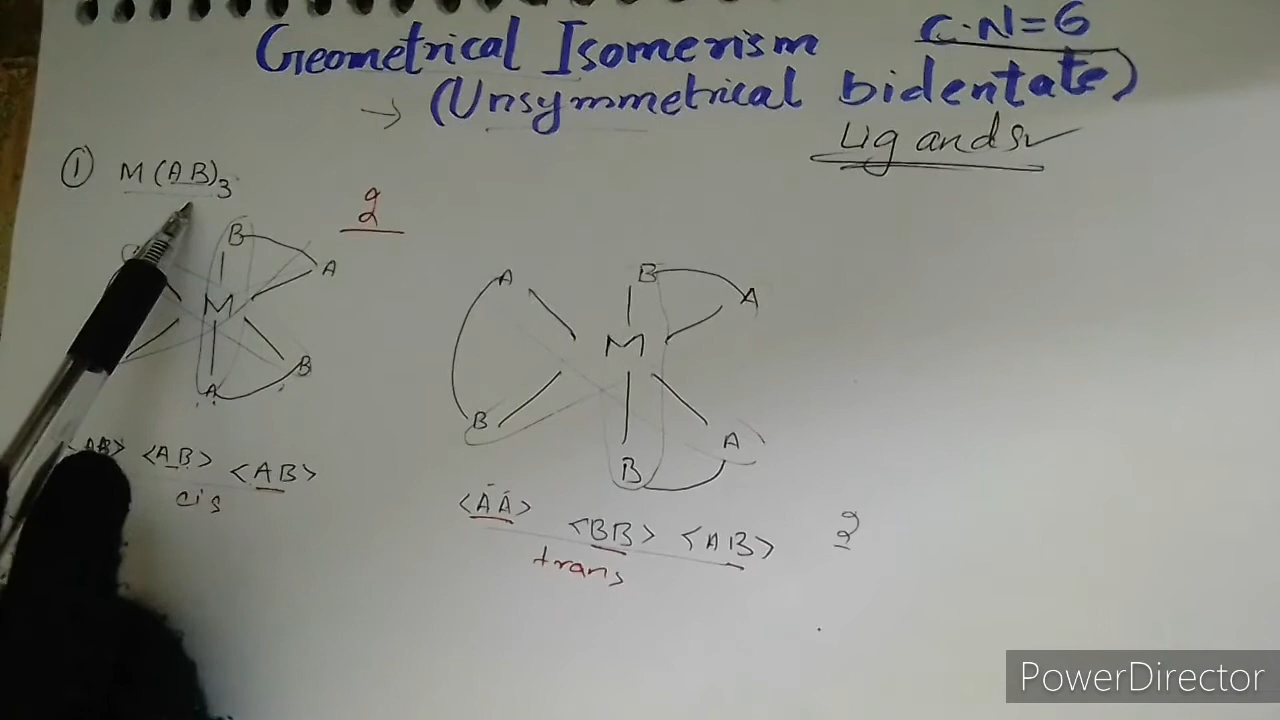 Geometrical Isomerism C.N=6
→ (Unsymmetrical bidentate)
Ligands
① M(AB)₃
2
B
A
M
B
A
<AB> <AB> <AB>
cis
A B
A
M
B A
B
<AA> <BB> <AB> 2
trans
PowerDirector